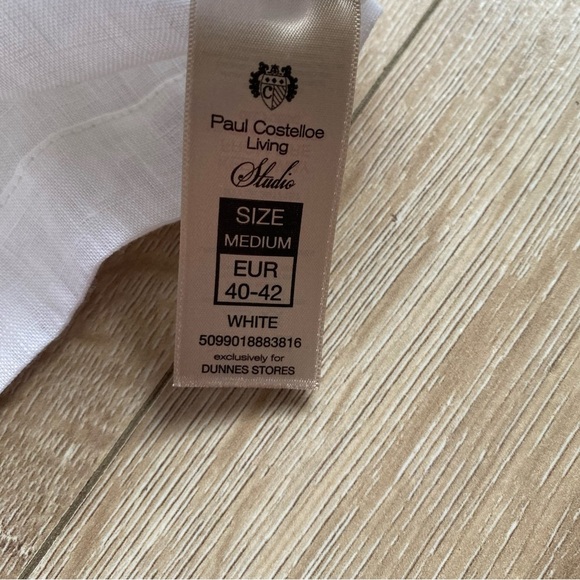 C
Paul Costelloe
Living
Studio
SIZE
MEDIUM
EUR
40-42
WHITE
5099018883816
exclusively for
DUNNES STORES